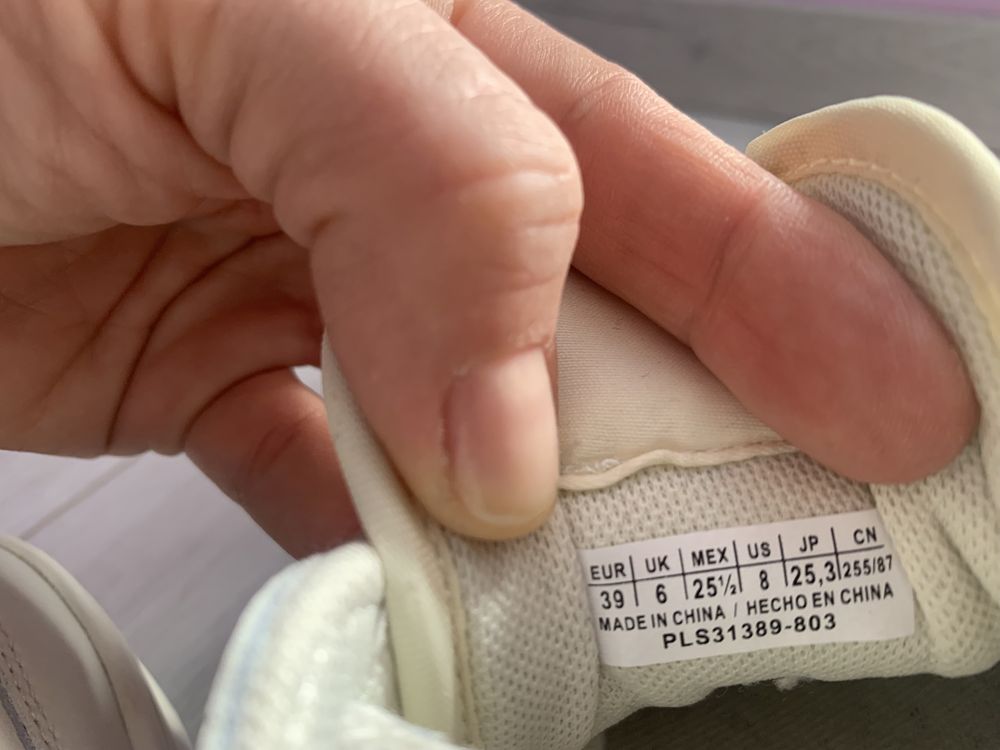 EUR | UK | MEX | US | JP | CN
39 | 6 | 25½ | 8 | 25,3 | 255/87
MADE IN CHINA / HECHO EN CHINA
PLS31389-803